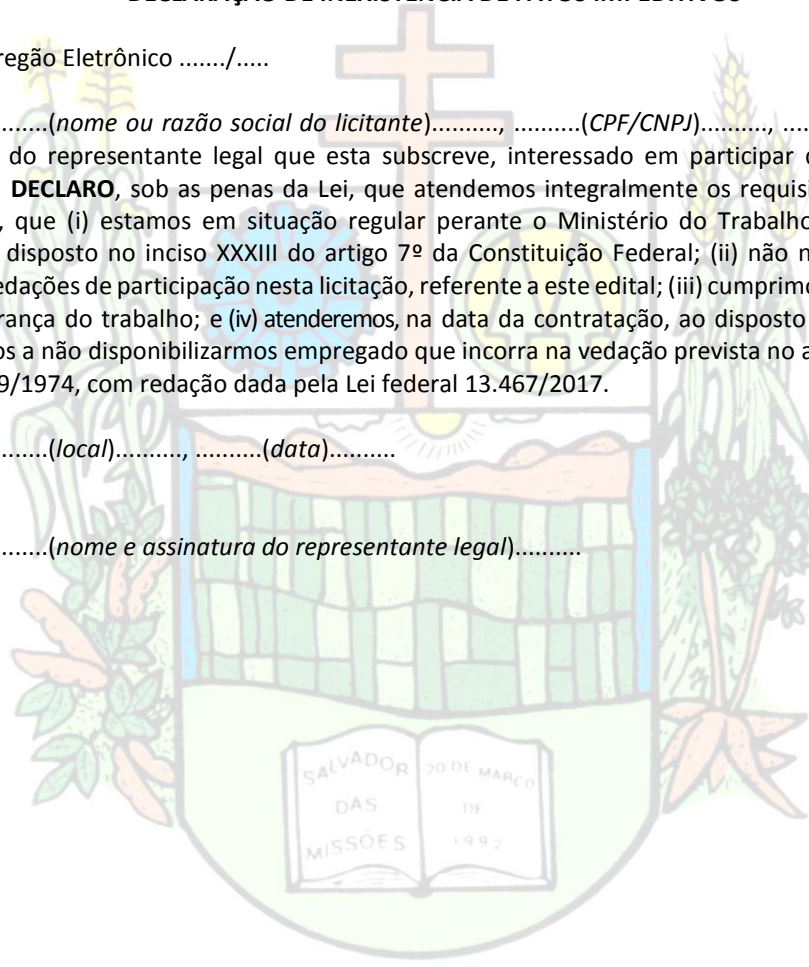 regão Eletrônico ......./.....
........(nome ou razão social do licitante).........., ..........(CPF/CNPJ).........., ..
do representante legal que esta subscreve, interessado em participar
DECLARO, sob as penas da Lei, que atendemos integralmente os
, que (i) estamos em situação regular perante o Ministério do Trabalho
disposto no inciso XXXIII do artigo 7º da Constituição Federal; (ii) não
edações de participação nesta licitação, referente a este edital; (iii)
rança do trabalho; e (iv) atenderemos, na data da contratação, ao disposto
os a não disponibilizarmos empregado que incorra na vedação prevista no
9/1974, com redação dada pela Lei federal 13.467/2017.
........(local).........., ..........(data)..........
........(nome e assinatura do representante legal)..........
SALVADOR DAS MISSÕES
20 DE MARÇO DE 1992